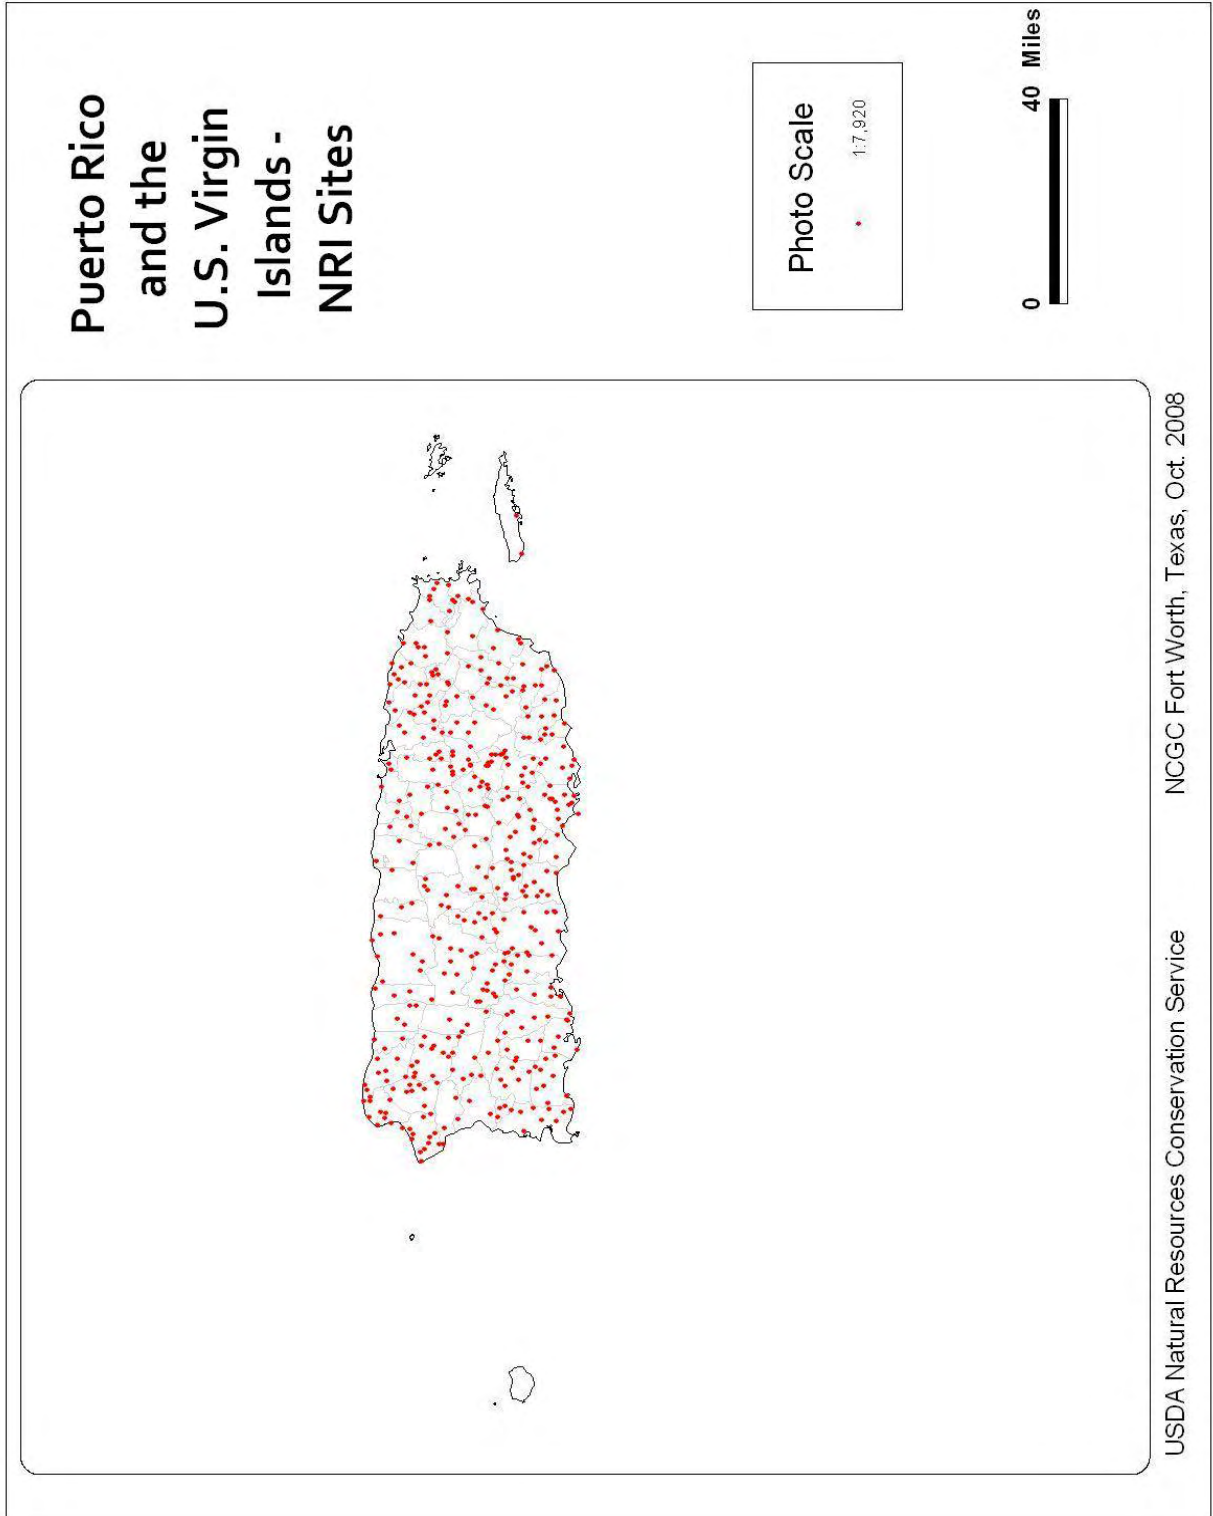 Puerto Rico
and the
U.S. Virgin
Islands -
NRI Sites
Photo Scale
1:7,920
0 40 Miles
USDA Natural Resources Conservation Service NCGC Fort Worth, Texas, Oct. 2008